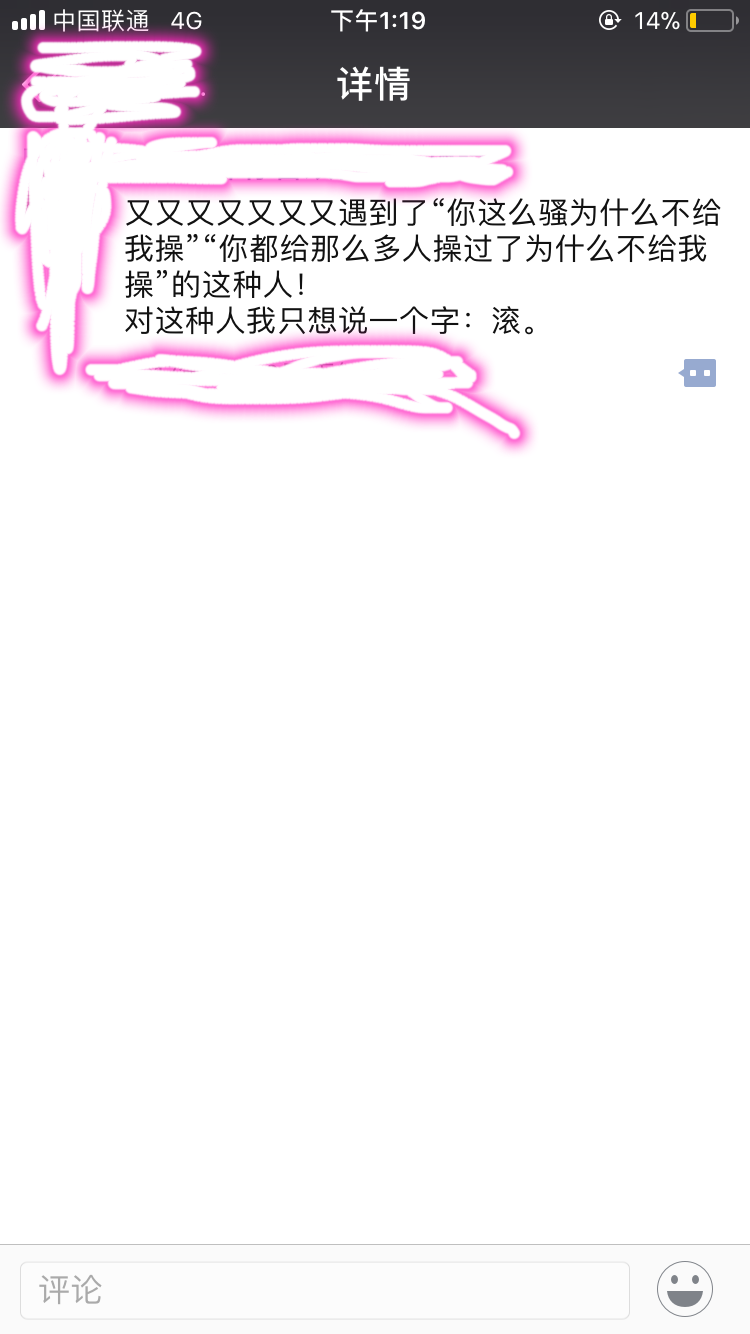 中国联通 4G 下午1:19 14%
详情
又又又又又又又遇到了“你这么骚为什么不给
我操”“你都给那么多人操过了为什么不给我
操”的这种人！
对这种人我只想说一个字：滚。
评论